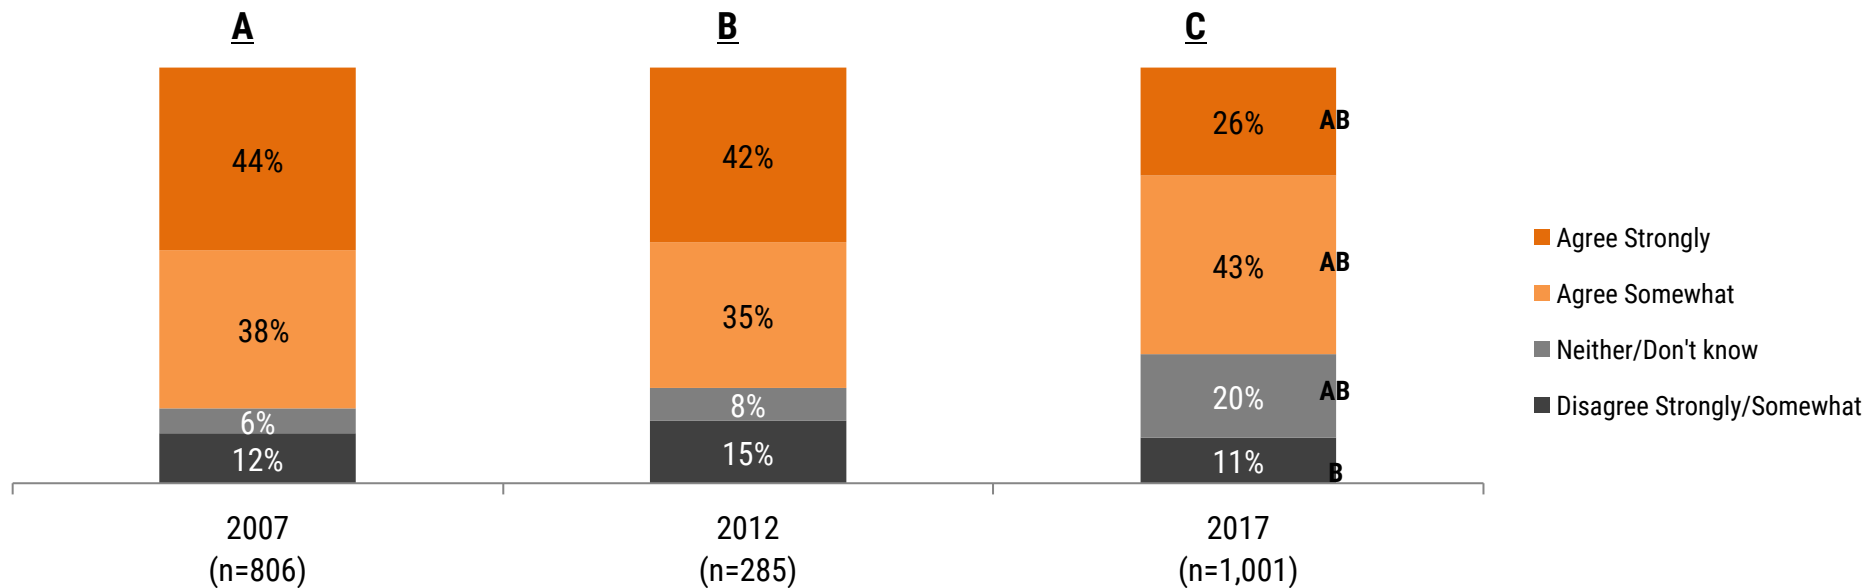 A
B
C
44%
42%
26%
AB
38%
35%
43%
AB
6%
8%
20%
AB
12%
15%
11%
B
2007
(n=806)
2012
(n=285)
2017
(n=1,001)
Agree Strongly
Agree Somewhat
Neither/Don't know
Disagree Strongly/Somewhat